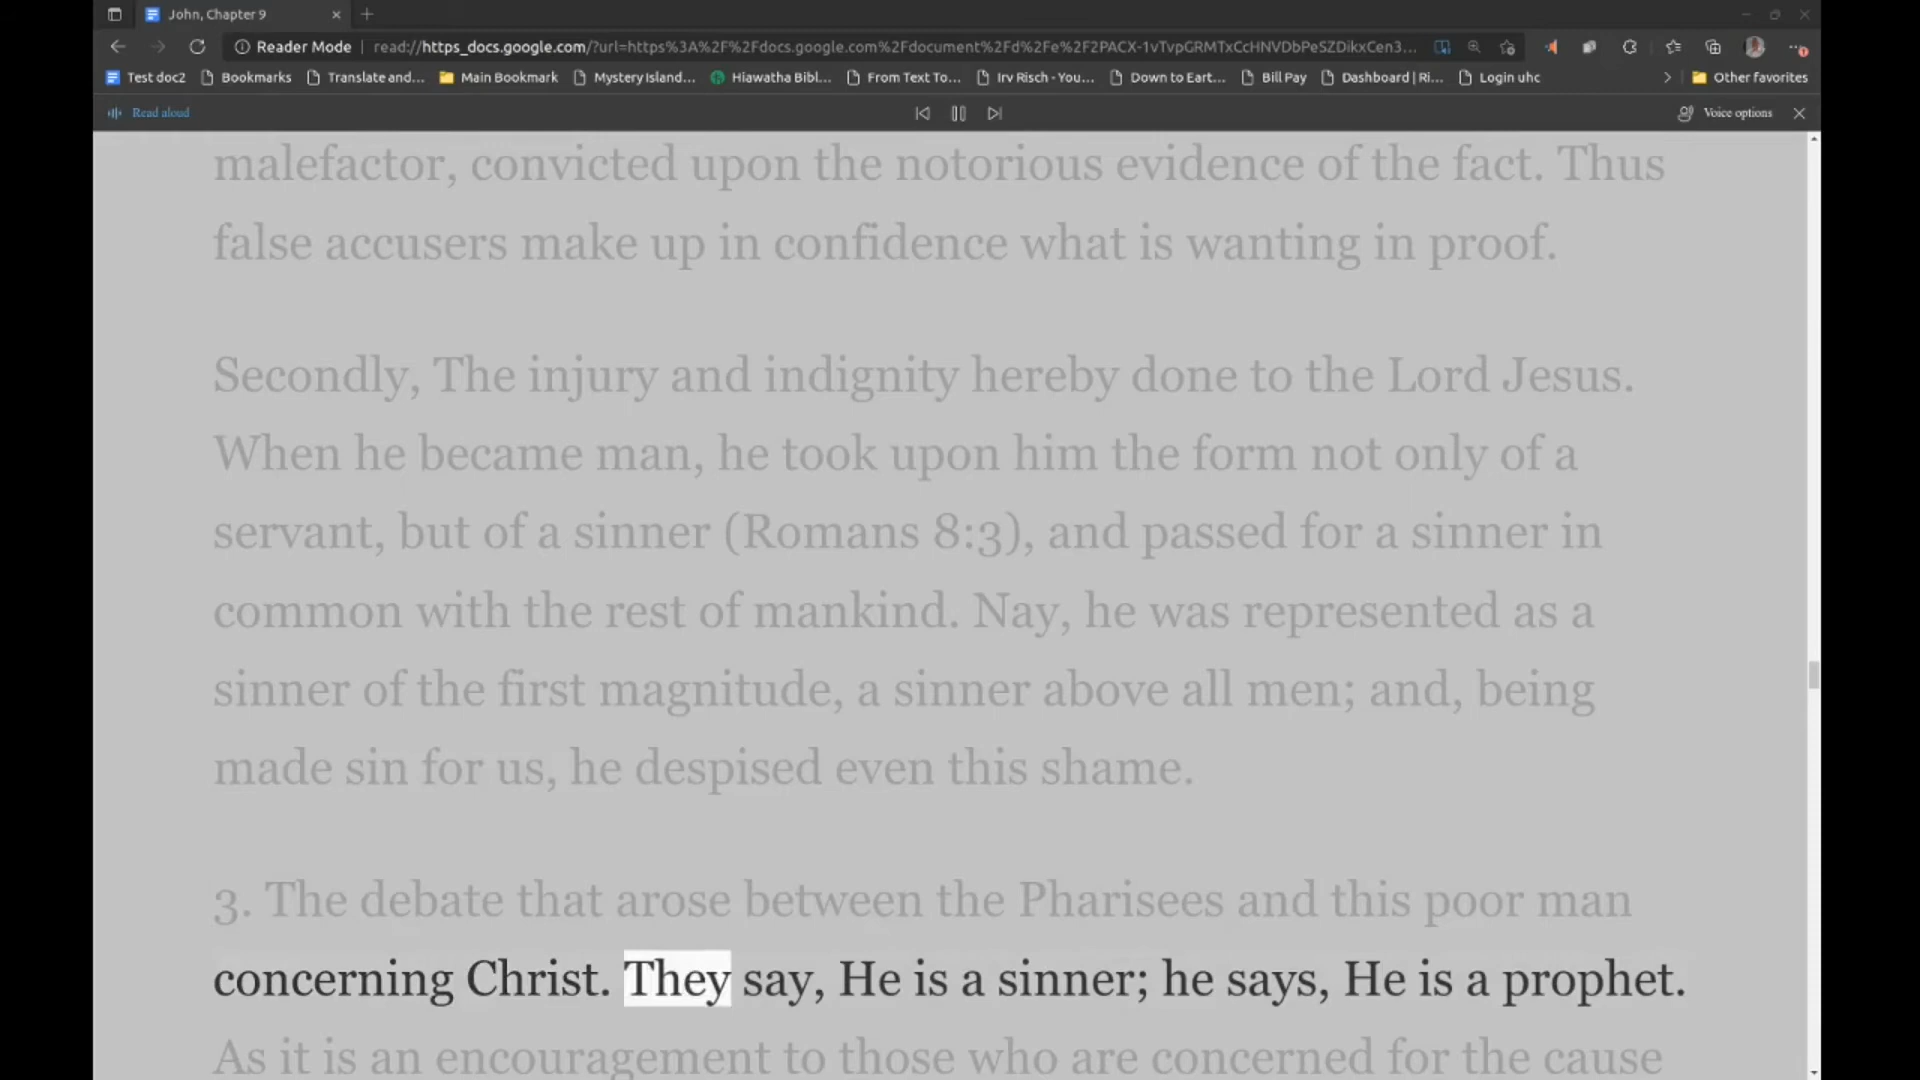 John, Chapter 9
Reader Mode | read://https_docs.google.com/?url=https%3A%2F%2Fdocs.google.com%2Fdocument%2Fd%2Fe%2F2PACX-1vTvpGRMTxCcHNVDbPeSZDikxCen3...
Test doc2 Bookmarks Translate and... Main Bookmark Mystery Island... Hiawatha Bibl... From Text To... Irv Risch - You... Down to Eart... Bill Pay Dashboard | Ri... Login uhc Other favorites
Read aloud Voice options
malefactor, convicted upon the notorious evidence of the fact. Thus
false accusers make up in confidence what is wanting in proof.
Secondly, The injury and indignity hereby done to the Lord Jesus.
When he became man, he took upon him the form not only of a
servant, but of a sinner (Romans 8:3), and passed for a sinner in
common with the rest of mankind. Nay, he was represented as a
sinner of the first magnitude, a sinner above all men; and, being
made sin for us, he despised even this shame.
3. The debate that arose between the Pharisees and this poor man
concerning Christ. They say, He is a sinner; he says, He is a prophet.
As it is an encouragement to those who are concerned for the cause